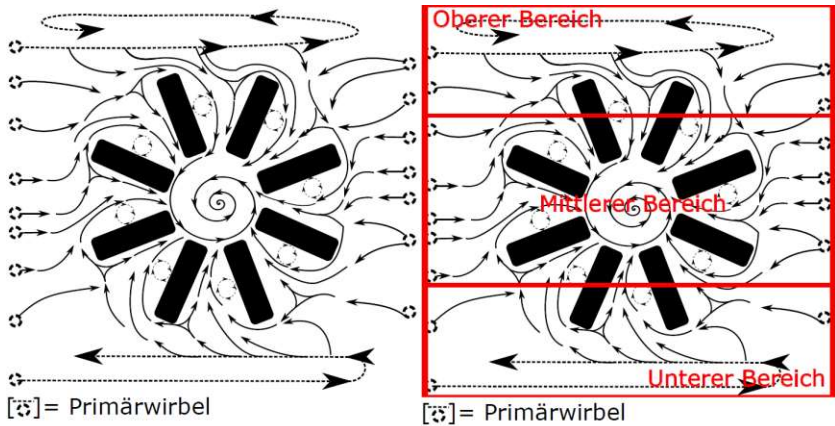 Oberer Bereich
Mittlerer Bereich
Unterer Bereich
[ ]= Primärwirbel
[ ]= Primärwirbel